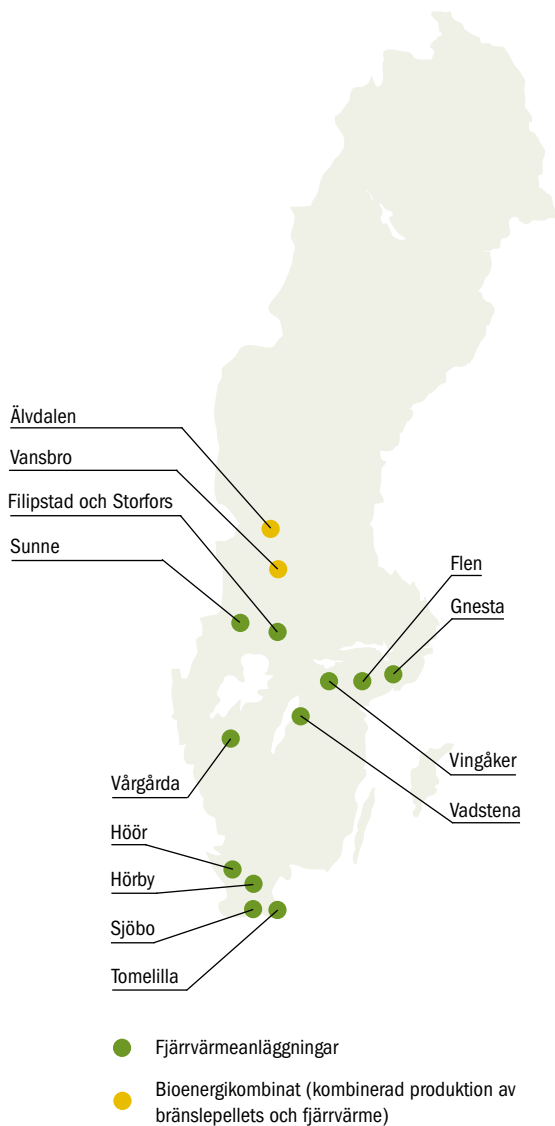 Älvdalen
Vansbro
Filipstad och Storfors
Sunne
Flen
Gnesta
Vingåker
Vårgårda
Vadstena
Höör
Hörby
Sjöbo
Tomelilla
Fjärrvärmeanläggningar
Bioenergikombinat (kombinerad produktion av
bränslepellets och fjärrvärme)